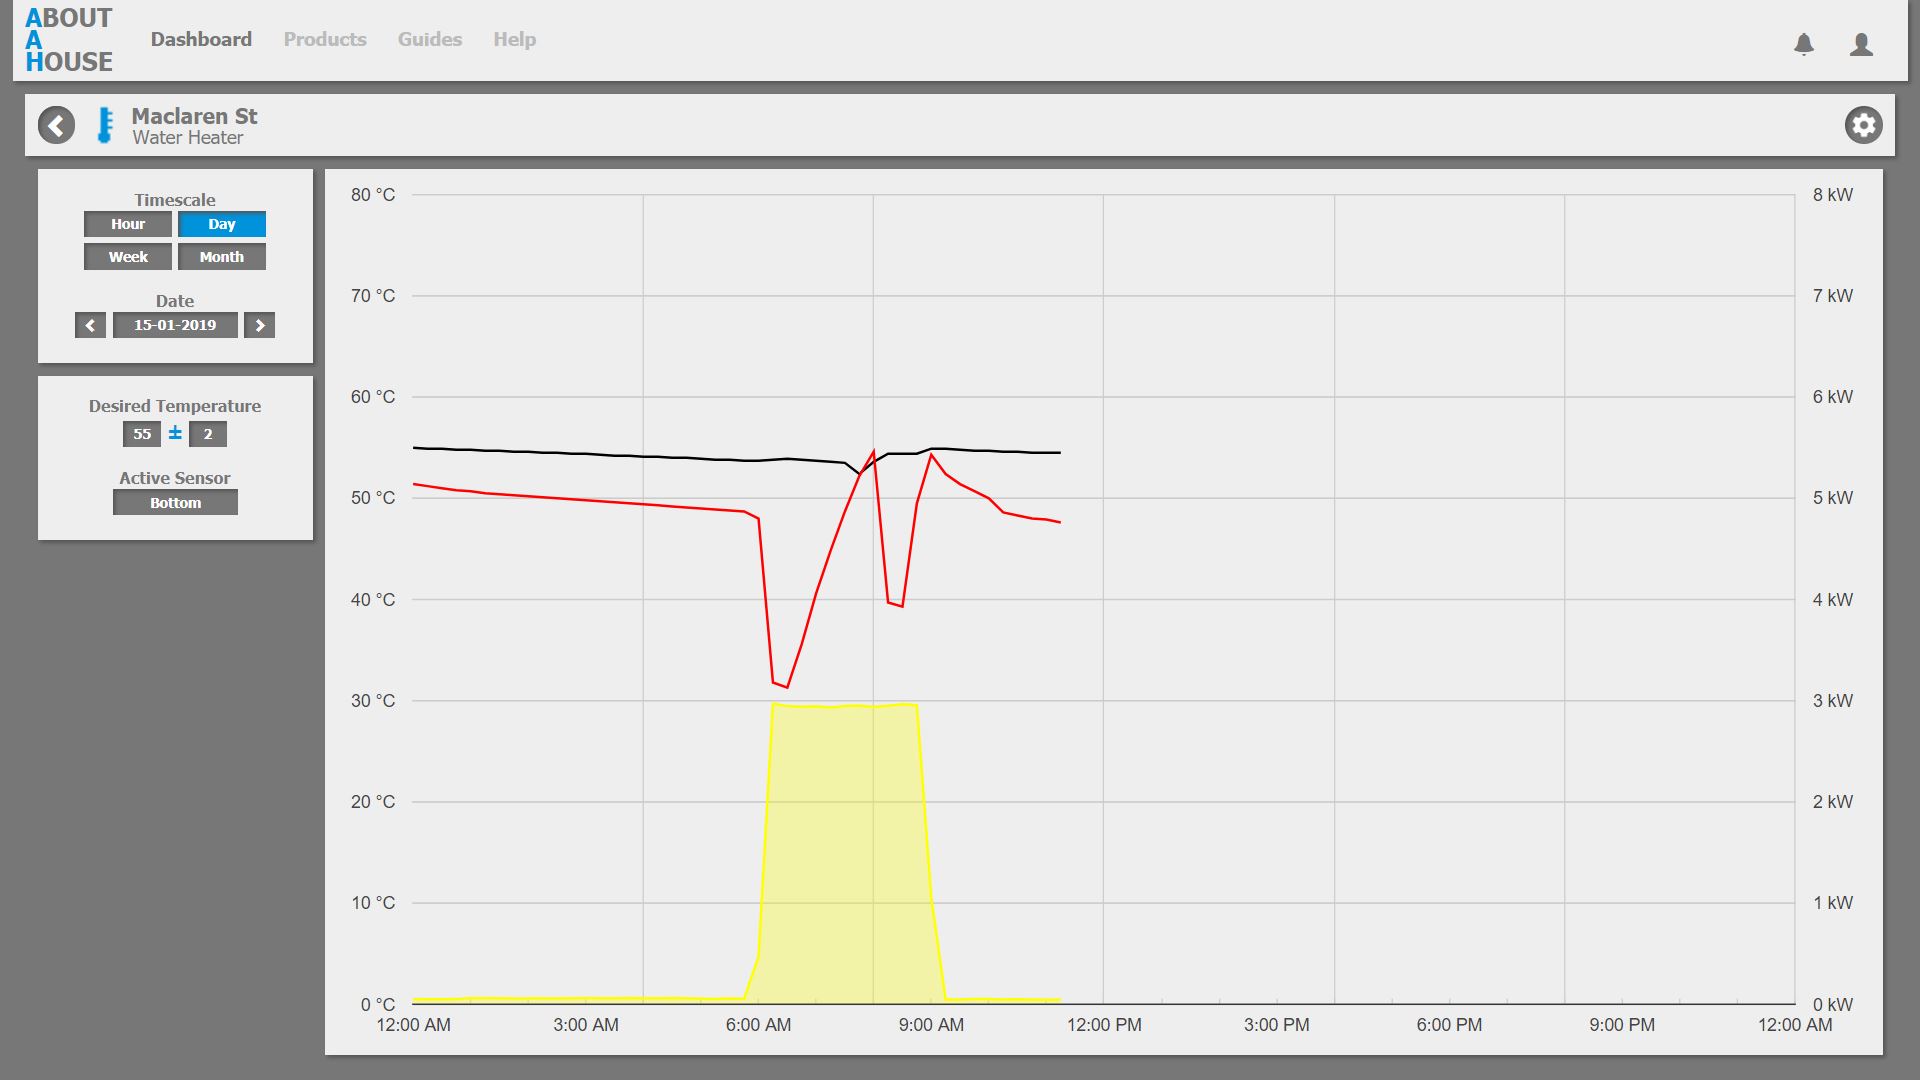 ABOUT
A
HOUSE
Dashboard Products Guides Help
Maclaren St
Water Heater
Timescale
Hour Day
Week Month
Date
15-01-2019
Desired Temperature
55 ± 2
Active Sensor
Bottom
80 °C 8 kW
70 °C 7 kW
60 °C 6 kW
50 °C 5 kW
40 °C 4 kW
30 °C 3 kW
20 °C 2 kW
10 °C 1 kW
0 °C 0 kW
12:00 AM 3:00 AM 6:00 AM 9:00 AM 12:00 PM 3:00 PM 6:00 PM 9:00 PM 12:00 AM